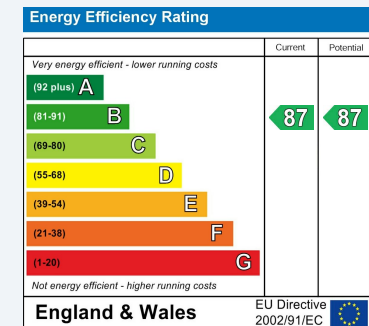 Energy Efficiency Rating
Current Potential
Very energy efficient - lower running costs
(92 plus) A
(81-91) B 87 87
(69-80) C
(55-68) D
(39-54) E
(21-38) F
(1-20) G
Not energy efficient - higher running costs
England & Wales
EU Directive
2002/91/EC